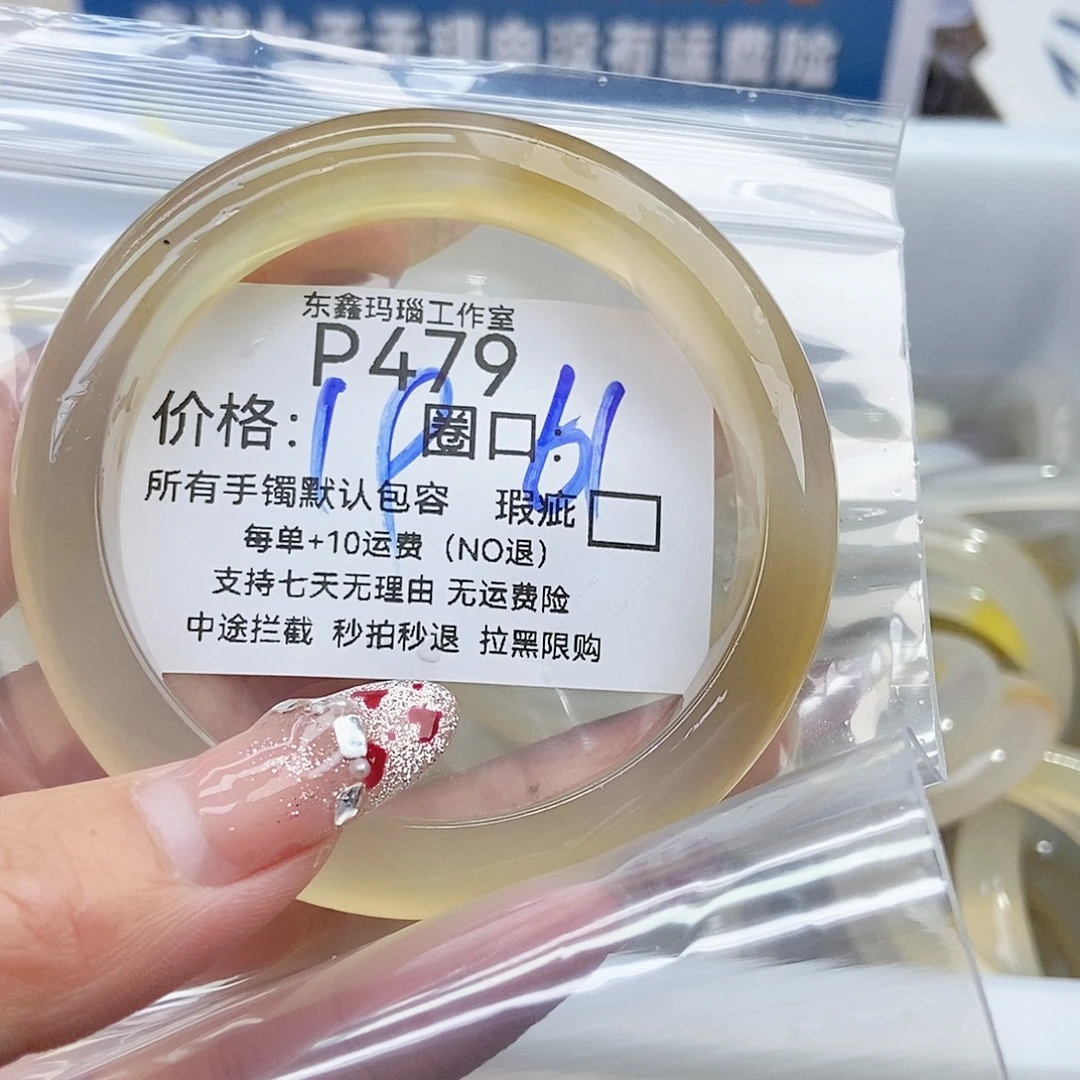 东鑫玛瑙工作室
P479
价格: 1P 圈口: 61
所有手镯默认包容 瑕疵
每单+10运费（NO退）
支持七天无理由 无运费险
中途拦截 秒拍秒退 拉黑限购